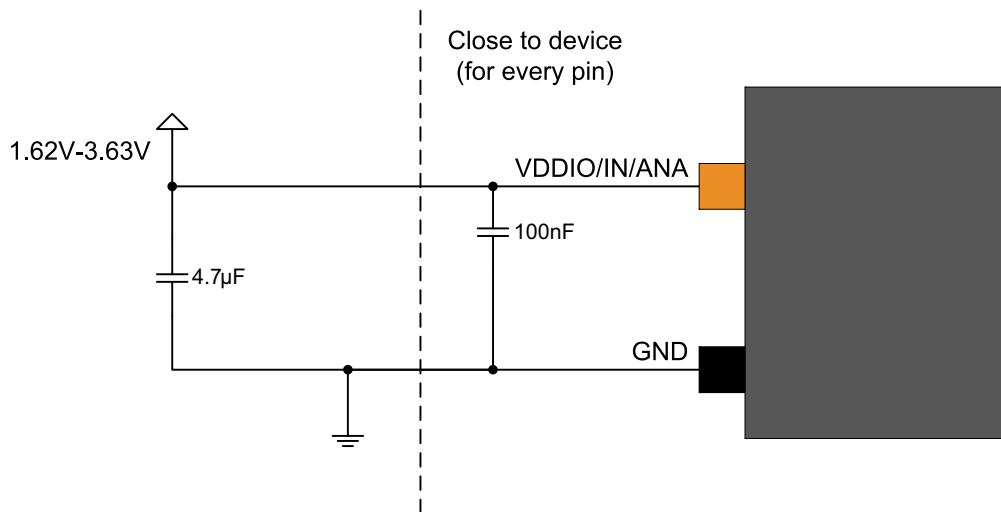 Close to device
(for every pin)
1.62V-3.63V
VDDIO/IN/ANA
100nF
4.7µF
GND